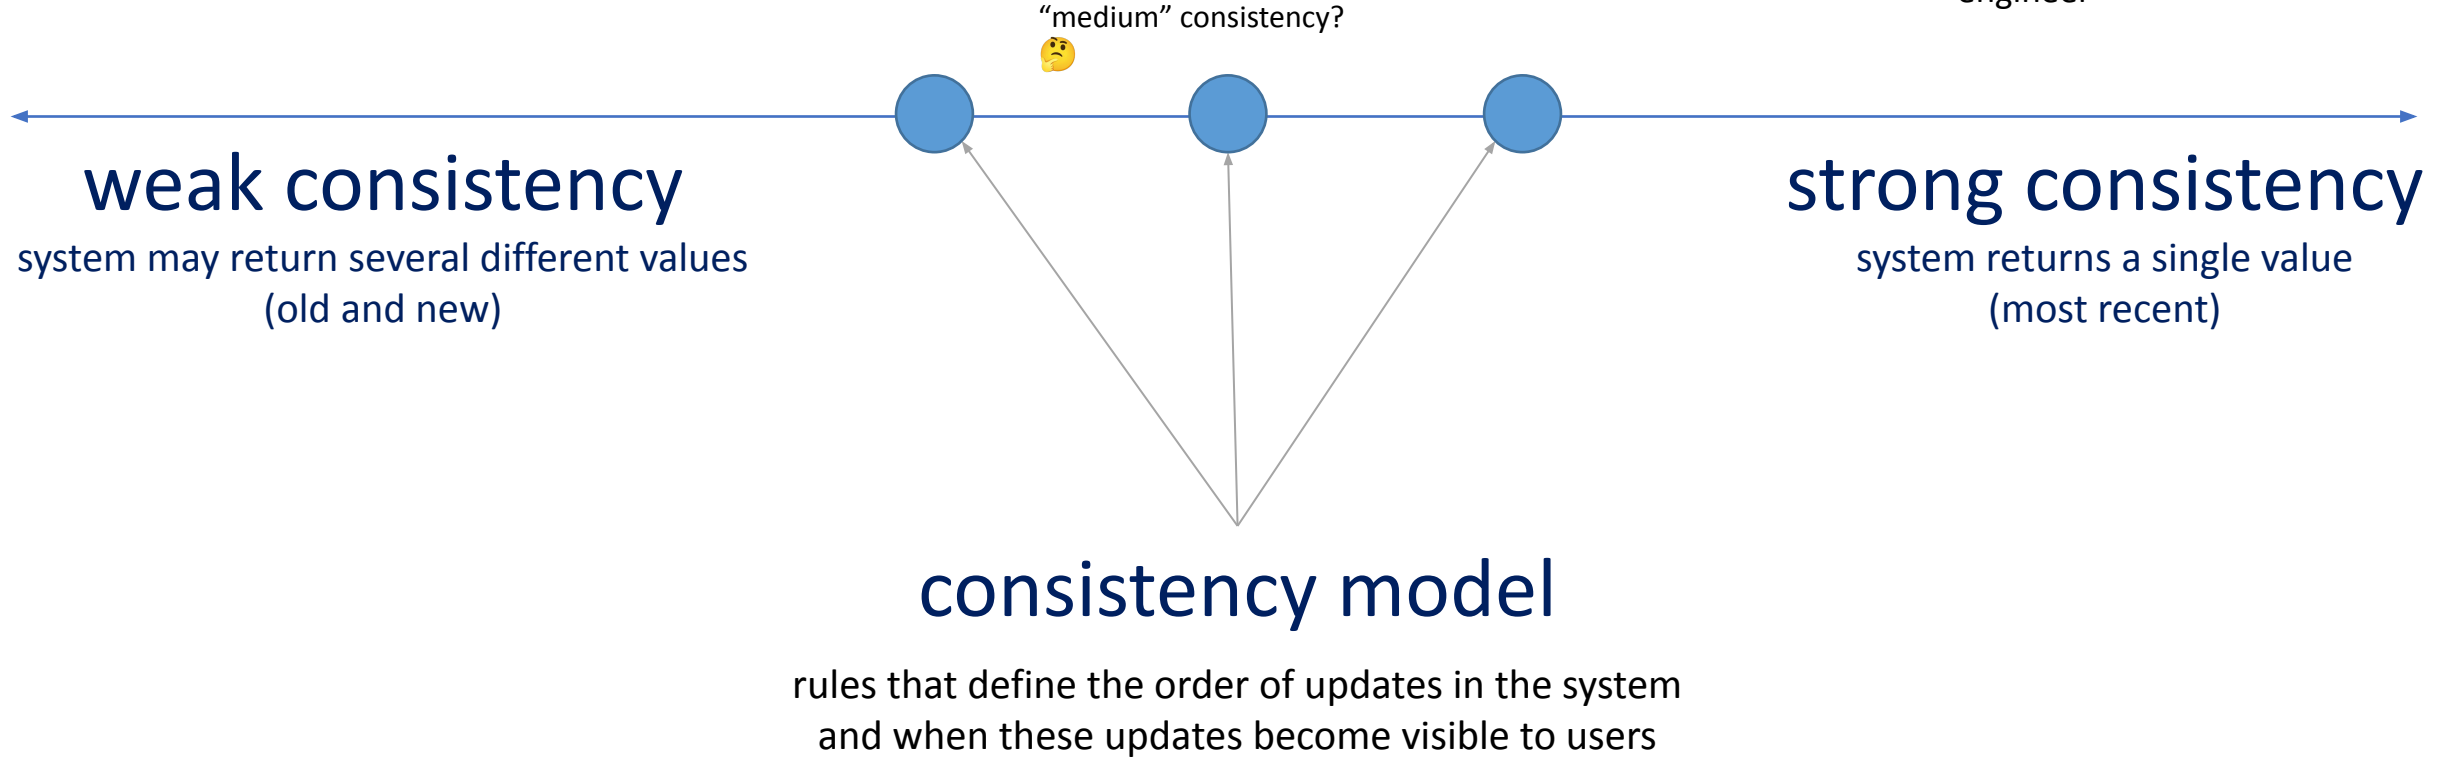 “medium” consistency?
weak consistency
system may return several different values
(old and new)
strong consistency
system returns a single value
(most recent)
consistency model
rules that define the order of updates in the system
and when these updates become visible to users